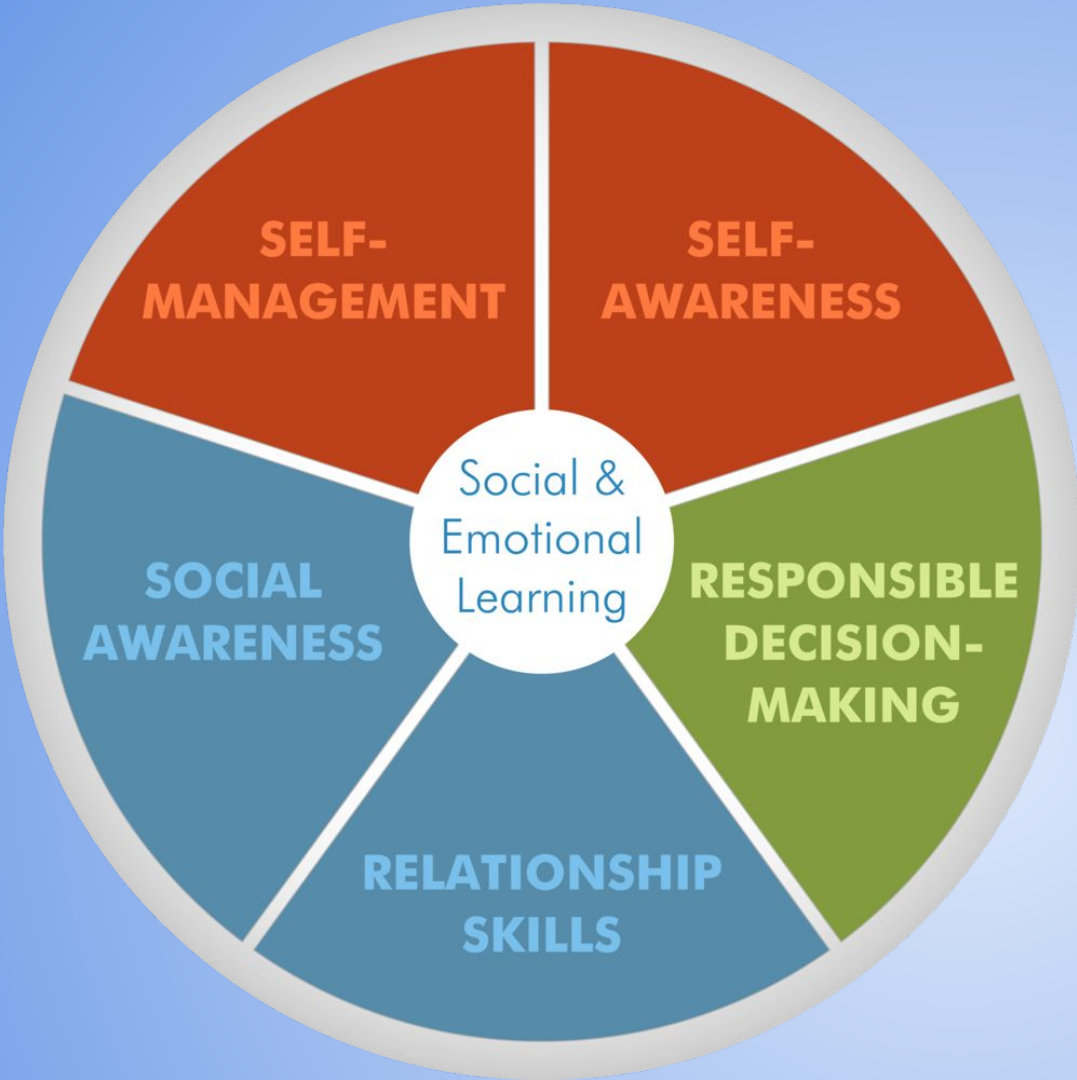 SELF-
MANAGEMENT
SELF-
AWARENESS
Social &
Emotional
Learning
SOCIAL
AWARENESS
RESPONSIBLE
DECISION-
MAKING
RELATIONSHIP
SKILLS